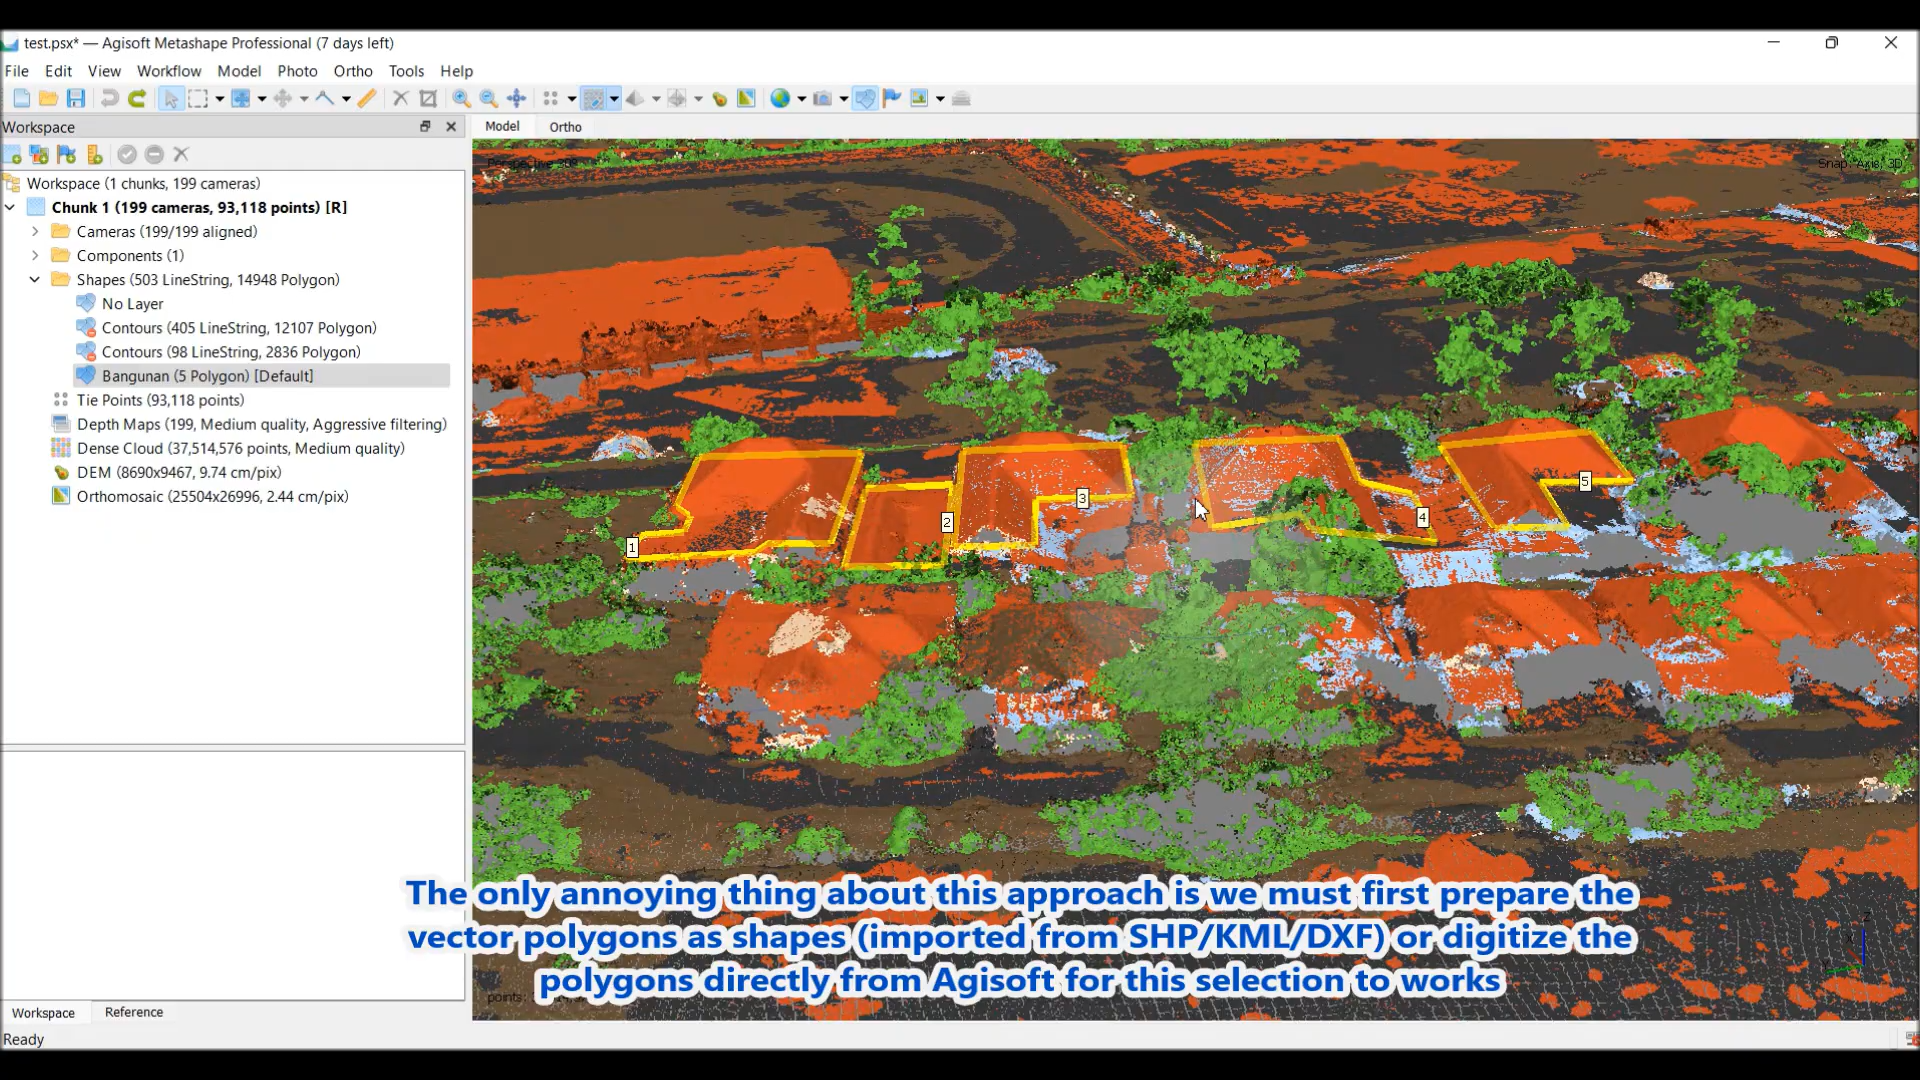 test.psx* — Agisoft Metashape Professional (7 days left)
File Edit View Workflow Model Photo Ortho Tools Help
Workspace
Model Ortho
Perspective 30°
Snap: Axis, 3D
Workspace (1 chunks, 199 cameras)
Chunk 1 (199 cameras, 93,118 points) [R]
Cameras (199/199 aligned)
Components (1)
Shapes (503 LineString, 14948 Polygon)
No Layer
Contours (405 LineString, 12107 Polygon)
Contours (98 LineString, 2836 Polygon)
Bangunan (5 Polygon) [Default]
Tie Points (93,118 points)
Depth Maps (199, Medium quality, Aggressive filtering)
Dense Cloud (37,514,576 points, Medium quality)
DEM (8690x9467, 9.74 cm/pix)
Orthomosaic (25504x26996, 2.44 cm/pix)
1
2
3
4
5
The only annoying thing about this approach is we must first prepare the
vector polygons as shapes (imported from SHP/KML/DXF) or digitize the
polygons directly from Agisoft for this selection to works
points:
Z
Workspace Reference
Ready